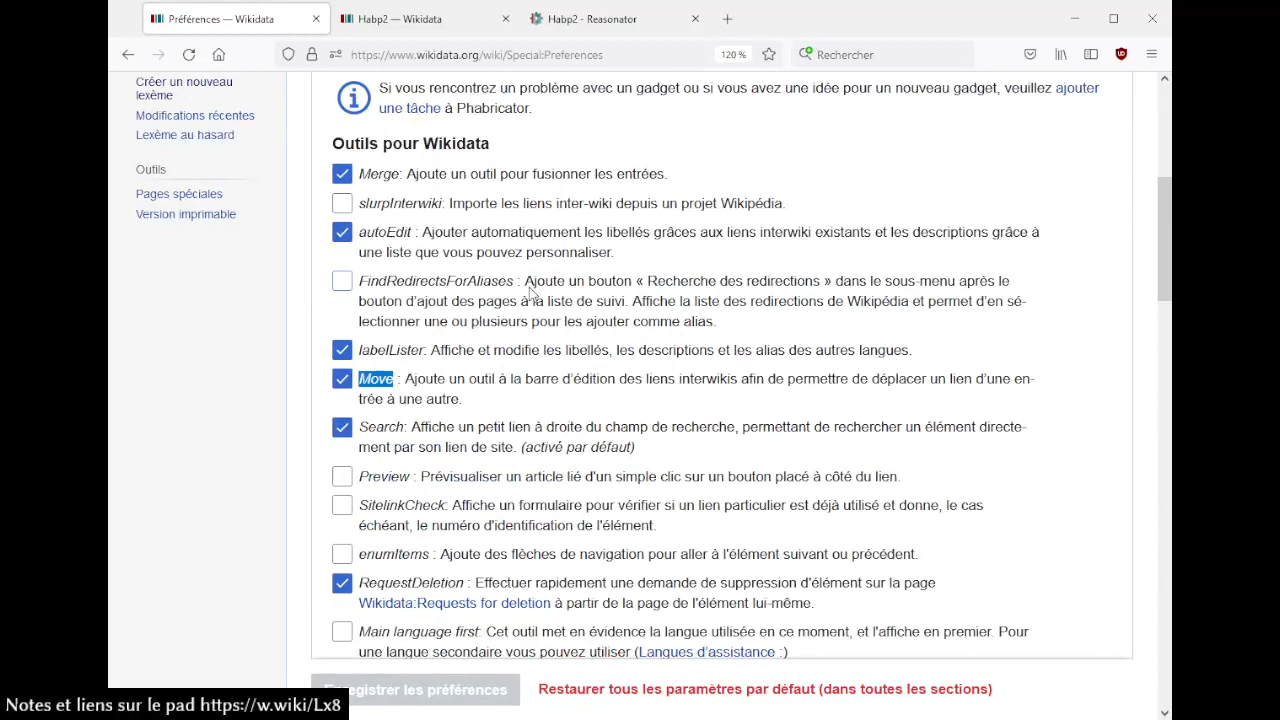 Préférences — Wikidata
Habp2 — Wikidata
Habp2 - Reasonator
https://www.wikidata.org/wiki/Special:Preferences
120 %
Rechercher
Créer un nouveau
lexème
Modifications récentes
Lexème au hasard
Outils
Pages spéciales
Version imprimable
Si vous rencontrez un problème avec un gadget ou si vous avez une idée pour un nouveau gadget, veuillez ajouter
une tâche à Phabricator.
Outils pour Wikidata
Merge: Ajoute un outil pour fusionner les entrées.
slurpInterwiki: Importe les liens inter-wiki depuis un projet Wikipédia.
autoEdit : Ajouter automatiquement les libellés grâces aux liens interwiki existants et les descriptions grâce à
une liste que vous pouvez personnaliser.
FindRedirectsForAliases : Ajoute un bouton « Recherche des redirections » dans le sous-menu après le
bouton d’ajout des pages à la liste de suivi. Affiche la liste des redirections de Wikipédia et permet d’en sé-
lectionner une ou plusieurs pour les ajouter comme alias.
labelLister: Affiche et modifie les libellés, les descriptions et les alias des autres langues.
Move : Ajoute un outil à la barre d’édition des liens interwikis afin de permettre de déplacer un lien d’une en-
trée à une autre.
Search: Affiche un petit lien à droite du champ de recherche, permettant de rechercher un élément directe-
ment par son lien de site. (activé par défaut)
Preview : Prévisualiser un article lié d'un simple clic sur un bouton placé à côté du lien.
SitelinkCheck: Affiche un formulaire pour vérifier si un lien particulier est déjà utilisé et donne, le cas
échéant, le numéro d'identification de l'élément.
enumItems : Ajoute des flèches de navigation pour aller à l'élément suivant ou précédent.
RequestDeletion : Effectuer rapidement une demande de suppression d'élément sur la page
Wikidata:Requests for deletion à partir de la page de l'élément lui-même.
Main language first: Cet outil met en évidence la langue utilisée en ce moment, et l'affiche en premier. Pour
une langue secondaire vous pouvez utiliser (Langues d’assistance :)
registrer les préférences
Restaurer tous les paramètres par défaut (dans toutes les sections)
Notes et liens sur le pad https://w.wiki/Lx8